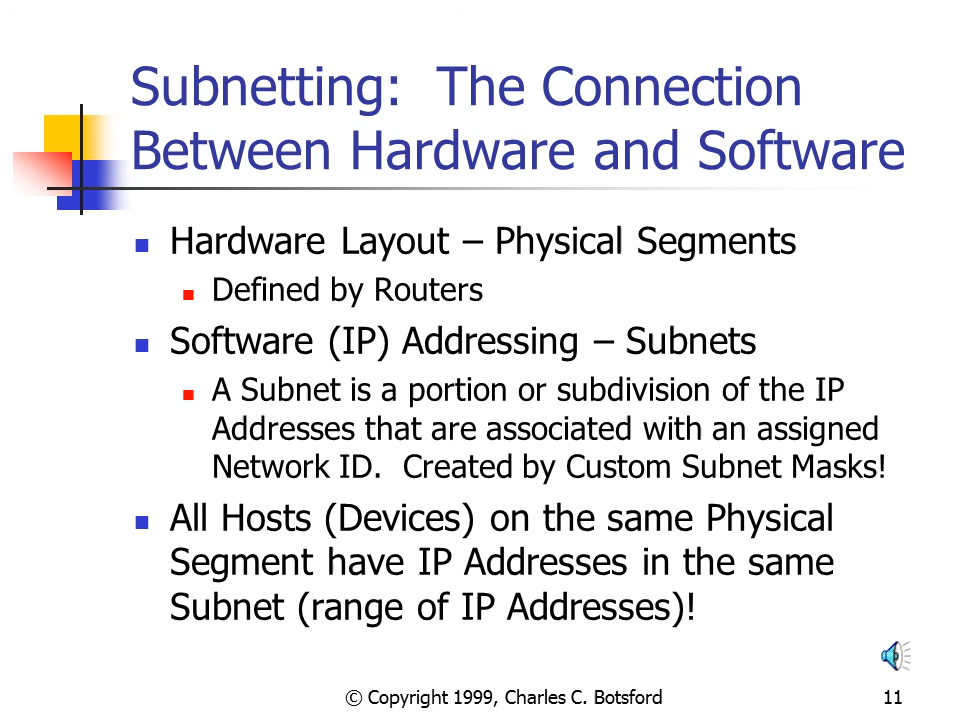 Subnetting:  The Connection
Between Hardware and Software
Hardware Layout – Physical Segments
Defined by Routers
Software (IP) Addressing – Subnets
A Subnet is a portion or subdivision of the IP
Addresses that are associated with an assigned
Network ID.  Created by Custom Subnet Masks!
All Hosts (Devices) on the same Physical
Segment have IP Addresses in the same
Subnet (range of IP Addresses)!
© Copyright 1999, Charles C. Botsford
11